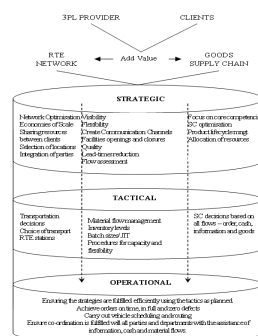 3PL PROVIDER CLIENTS
RTE NETWORK
Add Value
GOODS SUPPLY CHAIN
STRATEGIC
Network Optimisation
Economies of Scale
Sharing resources
between clients
Selection of locations
Integration of parties
Visibility
Flexibility
Create Communication Channels
Facilities openings and closures
Quality
Lead-time reduction
Flow assessment
Focus on core competencies
SC optimisation
Product lifecycle mngt
Allocation of resources
TACTICAL
Transportation
decisions
Choice of transport
RTE stations
Material flow management
Inventory levels
Batch sizes/JIT
Procedures for capacity and
flexibility
SC decisions based on
all flows – order, cash,
information and goods
OPERATIONAL
Ensuring the strategies are fulfilled efficiently using the tactics as planned
Achieve orders on time, in full and zero defects
Carry out vehicle scheduling and routing
Ensure co-ordination is fulfilled well all parties and departments with the assistance of
information, cash and material flows